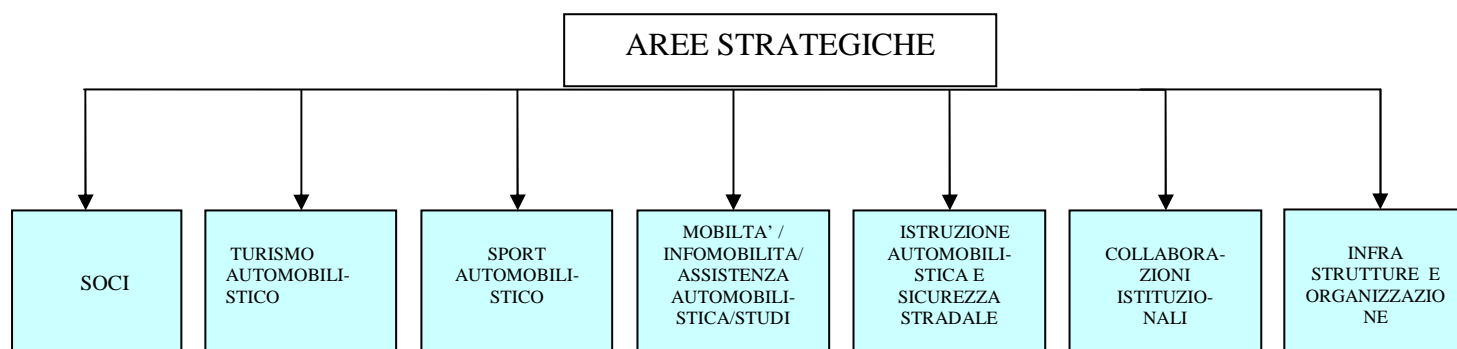 AREE STRATEGICHE
SOCI
TURISMO
AUTOMOBILI-
STICO
SPORT
AUTOMOBILI-
STICO
MOBILTA’ /
INFOMOBILITA/
ASSISTENZA
AUTOMOBILI-
STICA/STUDI
ISTRUZIONE
AUTOMOBILI-
STICA E
SICUREZZA
STRADALE
COLLABORA-
ZIONI
ISTITUZIO-
NALI
INFRA
STRUTTURE E
ORGANIZZAZIO
NE